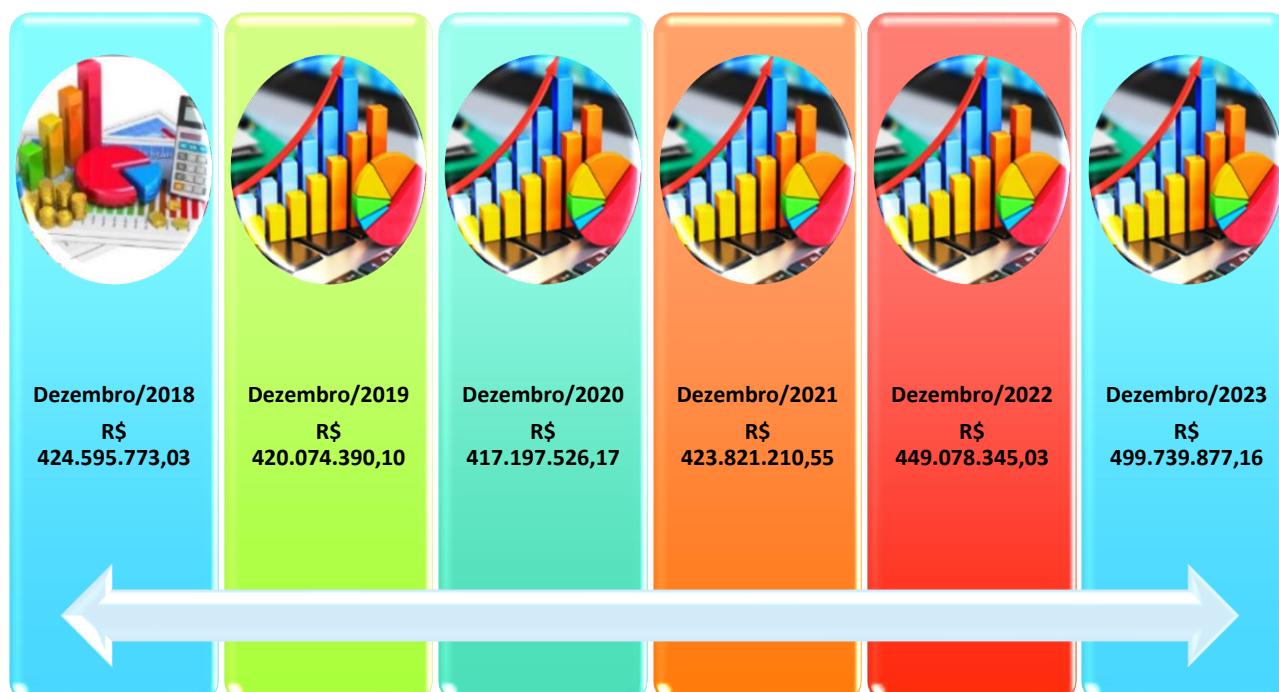 Dezembro/2018
R$
424.595.773,03
Dezembro/2019
R$
420.074.390,10
Dezembro/2020
R$
417.197.526,17
Dezembro/2021
R$
423.821.210,55
Dezembro/2022
R$
449.078.345,03
Dezembro/2023
R$
499.739.877,16